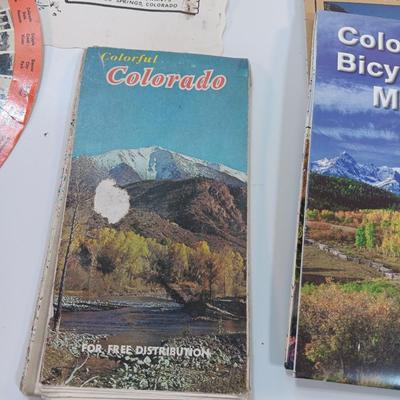 SPRINGS, COLORADO
Colorful
Colorado
FOR FREE DISTRIBUTION
Colo
Bicy
M